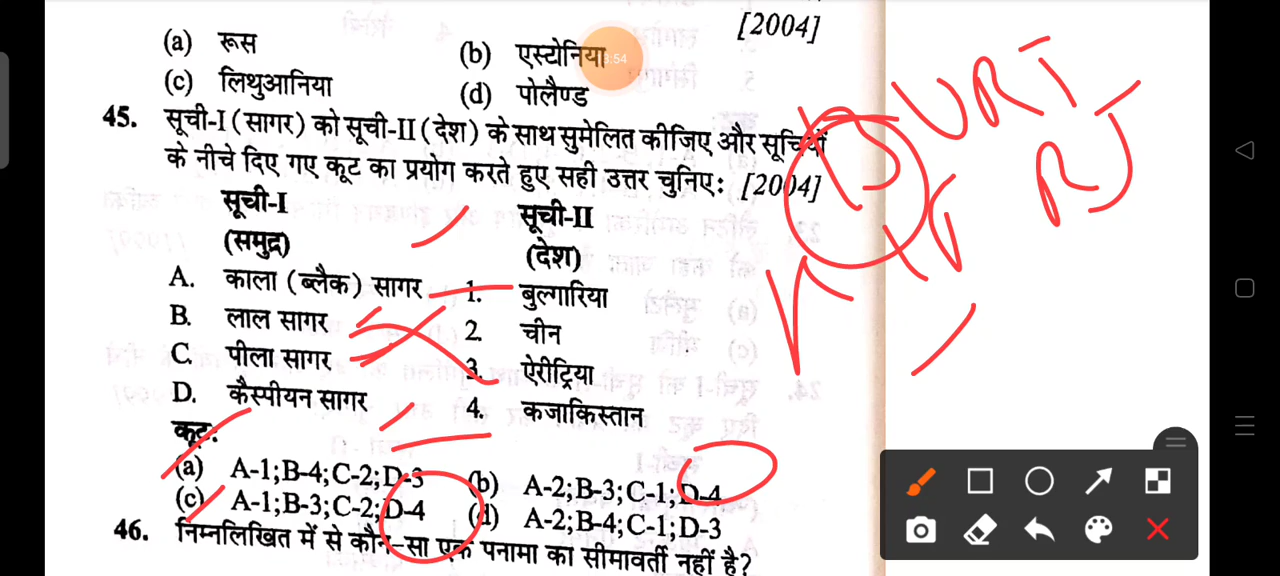 [2004]
(a) रूस (b) एस्टोनिया
3:54
(c) लिथुआनिया (d) पोलैण्ड
45. सूची-I (सागर) को सूची-II (देश) के साथ सुमेलित कीजिए और सूचियों
के नीचे दिए गए कूट का प्रयोग करते हुए सही उत्तर चुनिए: [2004]
सूची-I सूची-II
(समुद्र) (देश)
A. काला (ब्लैक) सागर 1. बुल्गारिया
B. लाल सागर 2. चीन
C. पीला सागर 3. ऐरीट्रिया
D. कैस्पीयन सागर 4. कजाकिस्तान
कूट:
(a) A-1;B-4;C-2;D-3 (b) A-2;B-3;C-1;D-4
(c) A-1;B-3;C-2;D-4 (d) A-2;B-4;C-1;D-3
46. निम्नलिखित में से कौन-सा एक पनामा का सीमावर्ती नहीं है?